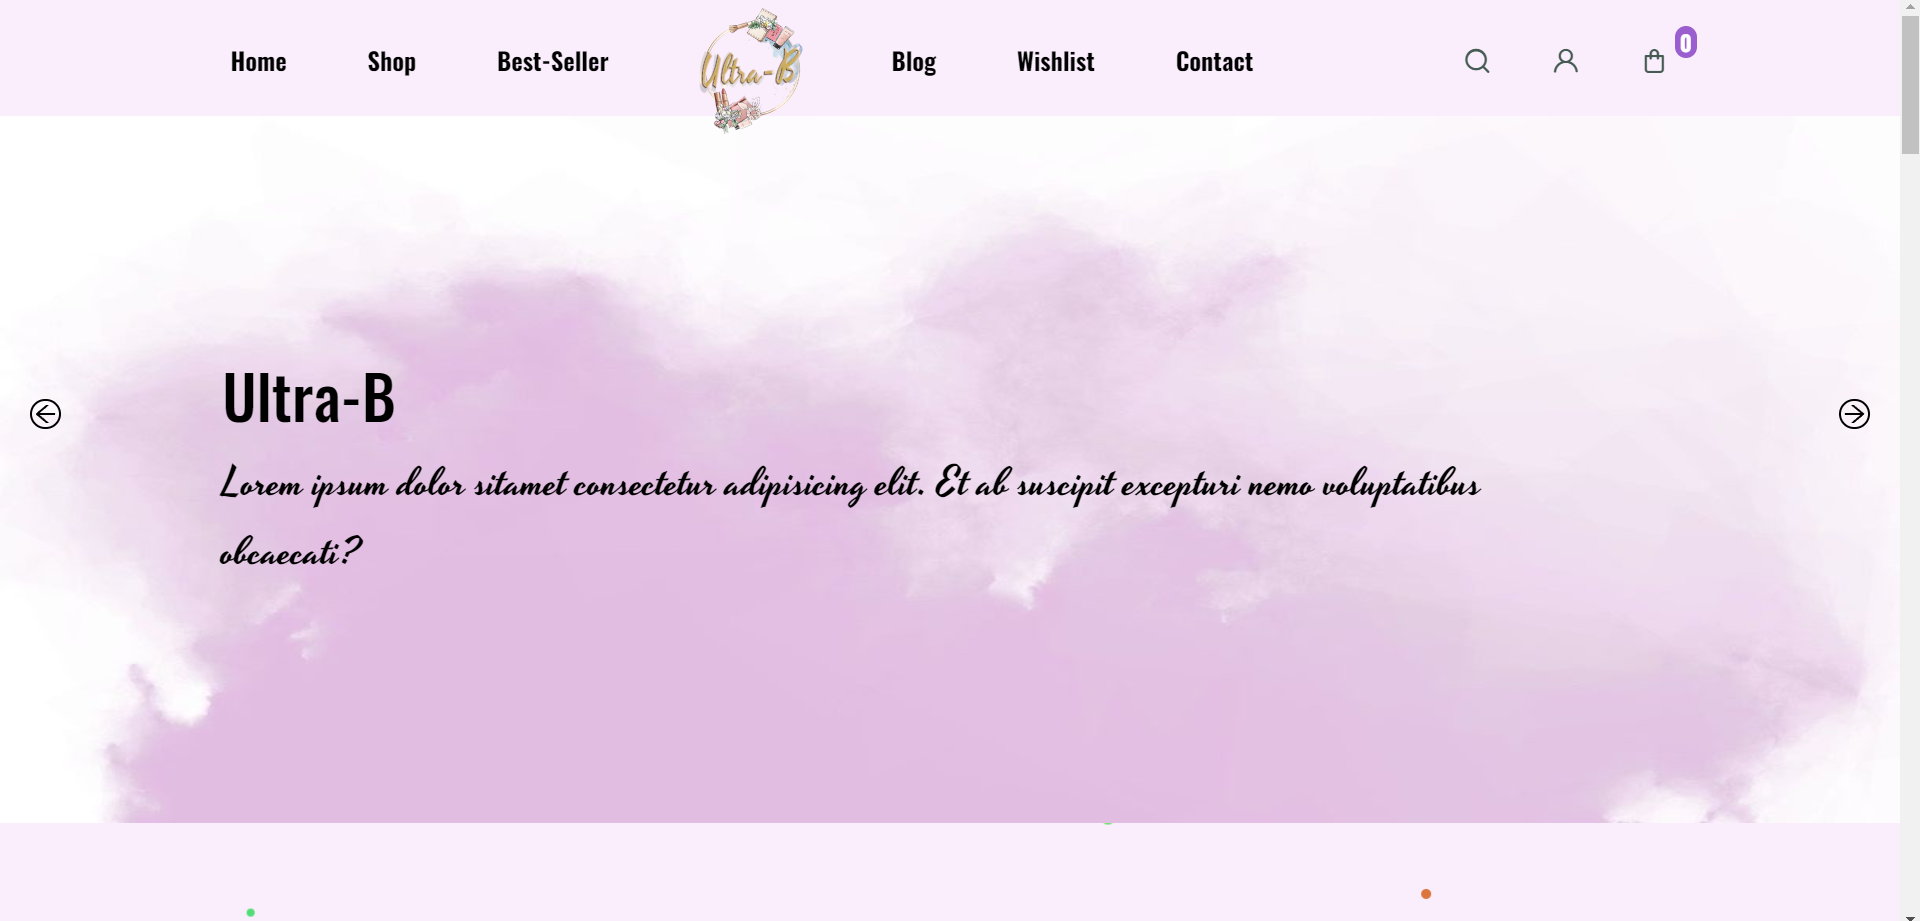 Home Shop Best-Seller Ultra-B Blog Wishlist Contact 0
Ultra-B
Lorem ipsum dolor sitamet consectetur adipisicing elit. Et ab suscipit excepturi nemo voluptatibus
obcaecati?